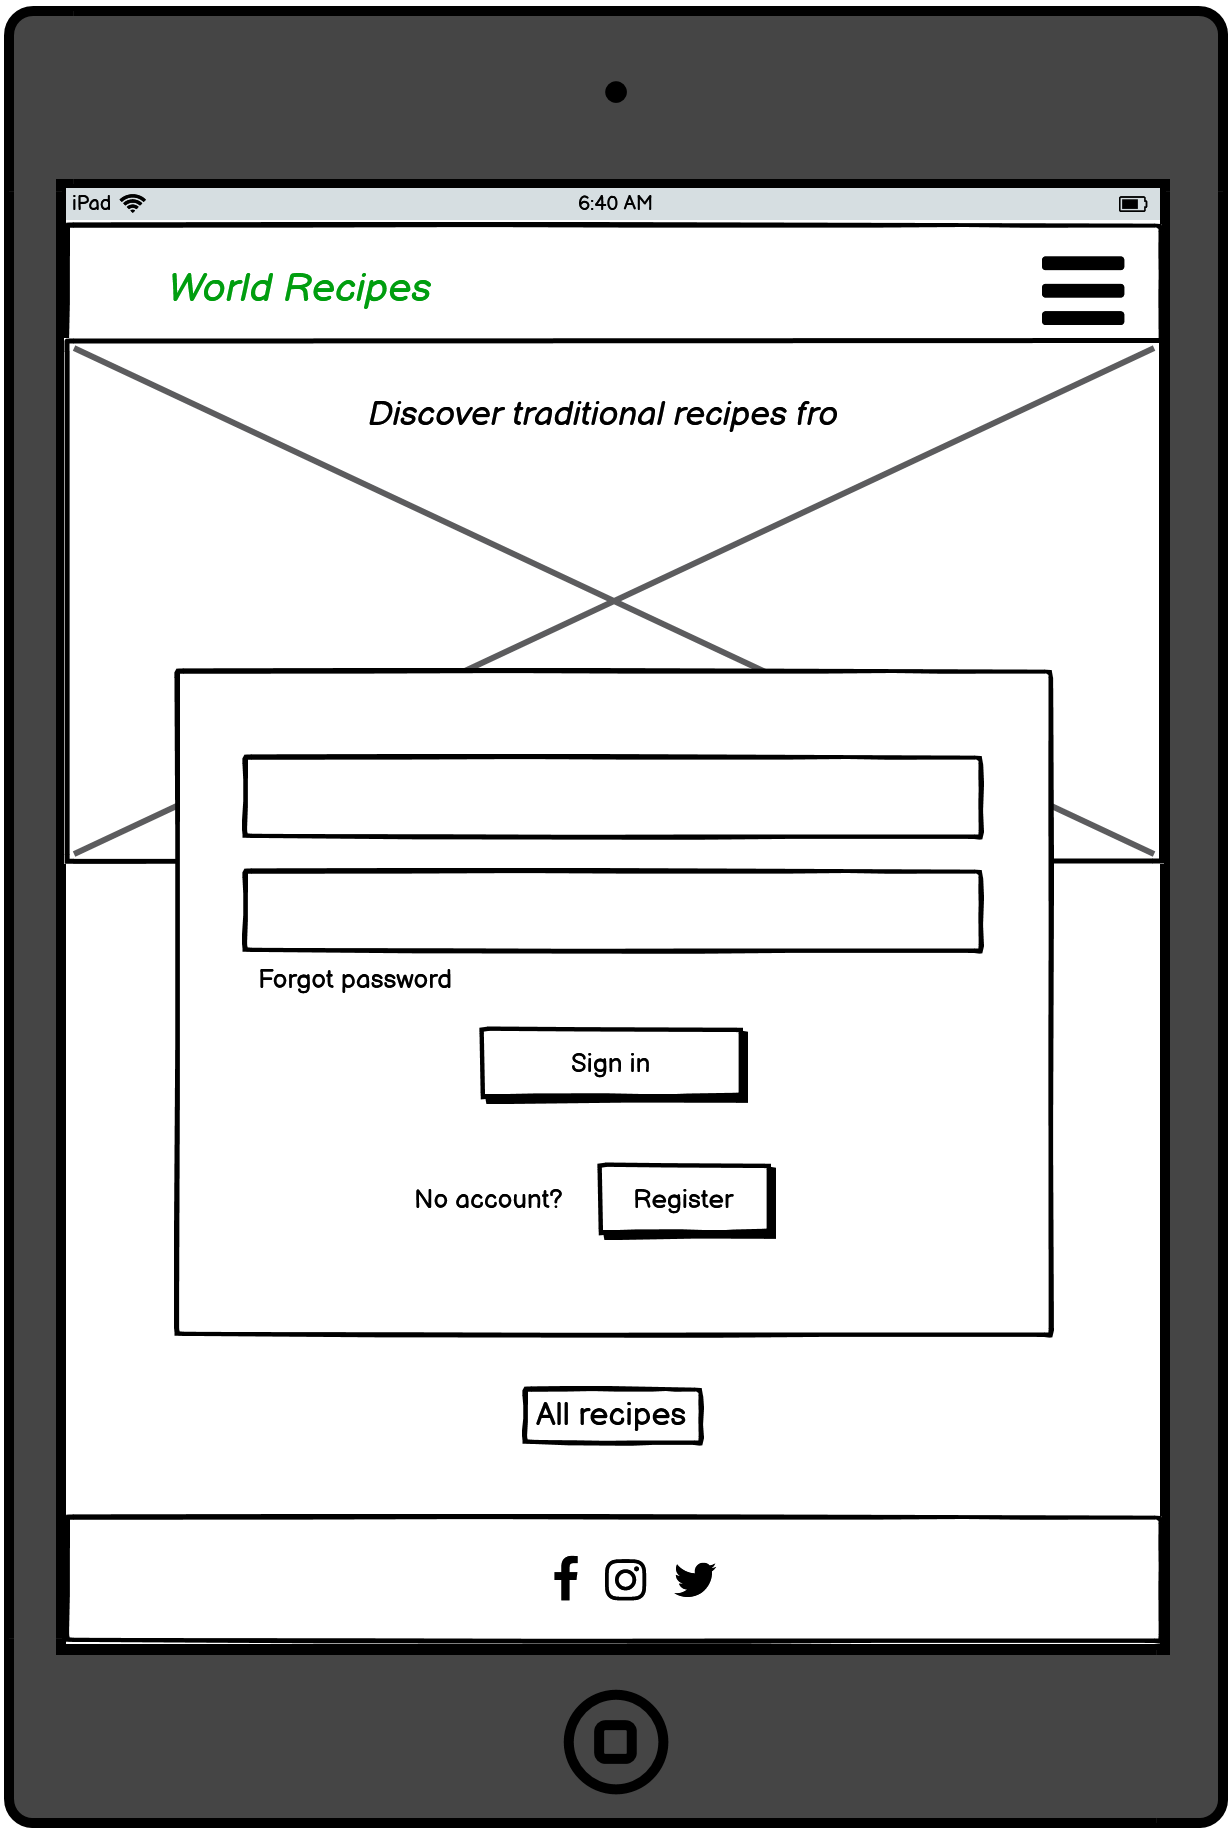 iPad
6:40 AM
World Recipes
Discover traditional recipes fro
Forgot password
Sign in
No account?
Register
All recipes